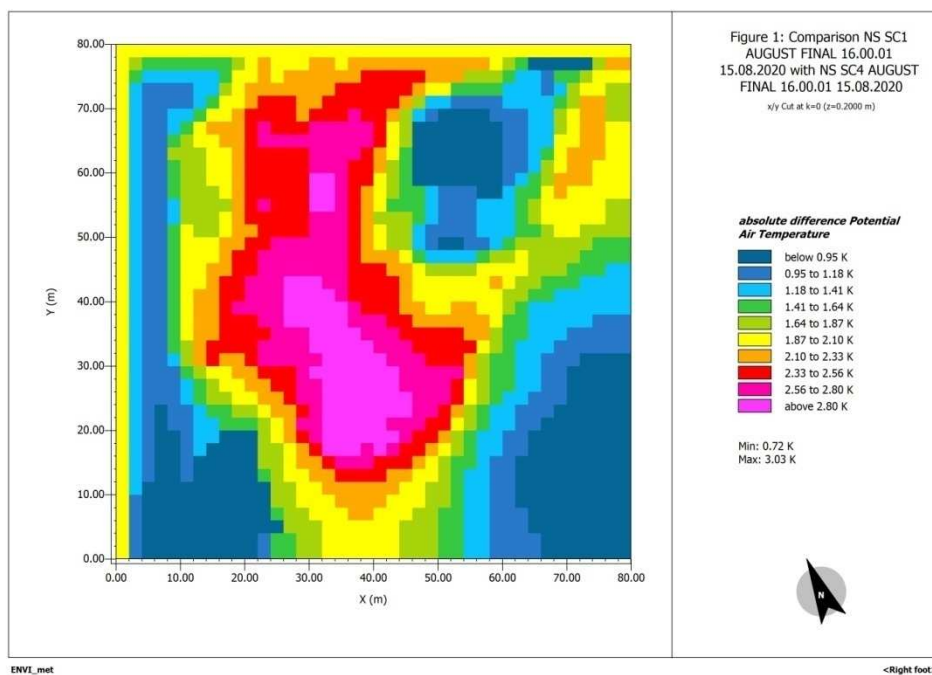 Figure 1: Comparison NS SC1
AUGUST FINAL 16.00.01
15.08.2020 with NS SC4 AUGUST
FINAL 16.00.01 15.08.2020
x/y Cut at k=0 (z=0.2000 m)
80.00
70.00
60.00
50.00
40.00
30.00
20.00
10.00
0.00
Y (m)
0.00 10.00 20.00 30.00 40.00 50.00 60.00 70.00 80.00
X (m)
absolute difference Potential
Air Temperature
below 0.95 K
0.95 to 1.18 K
1.18 to 1.41 K
1.41 to 1.64 K
1.64 to 1.87 K
1.87 to 2.10 K
2.10 to 2.33 K
2.33 to 2.56 K
2.56 to 2.80 K
above 2.80 K
Min: 0.72 K
Max: 3.03 K
N
ENVI_met
<Right foot